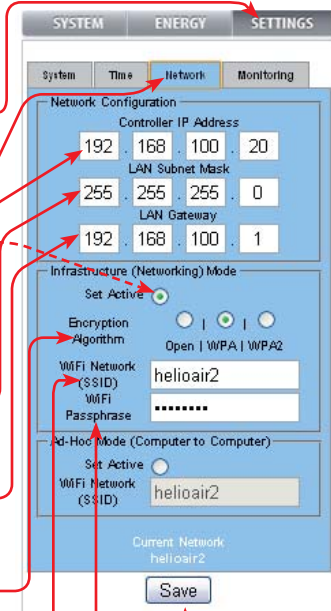 SYSTEM ENERGY SETTINGS
System Time Network Monitoring
Network Configuration
Controller IP Address
192 . 168 . 100 . 20
LAN Subnet Mask
255 . 255 . 255 . 0
LAN Gateway
192 . 168 . 100 . 1
Infrastructure (Networking) Mode
Set Active
Encryption
Algorithm
| |
Open | WPA | WPA2
WiFi Network
(SSID)
helioair2
WiFi
Passphrase
••••••••
Ad-Hoc Mode (Computer to Computer)
Set Active
WiFi Network
(SSID)
helioair2
Current Network
helioair2
Save